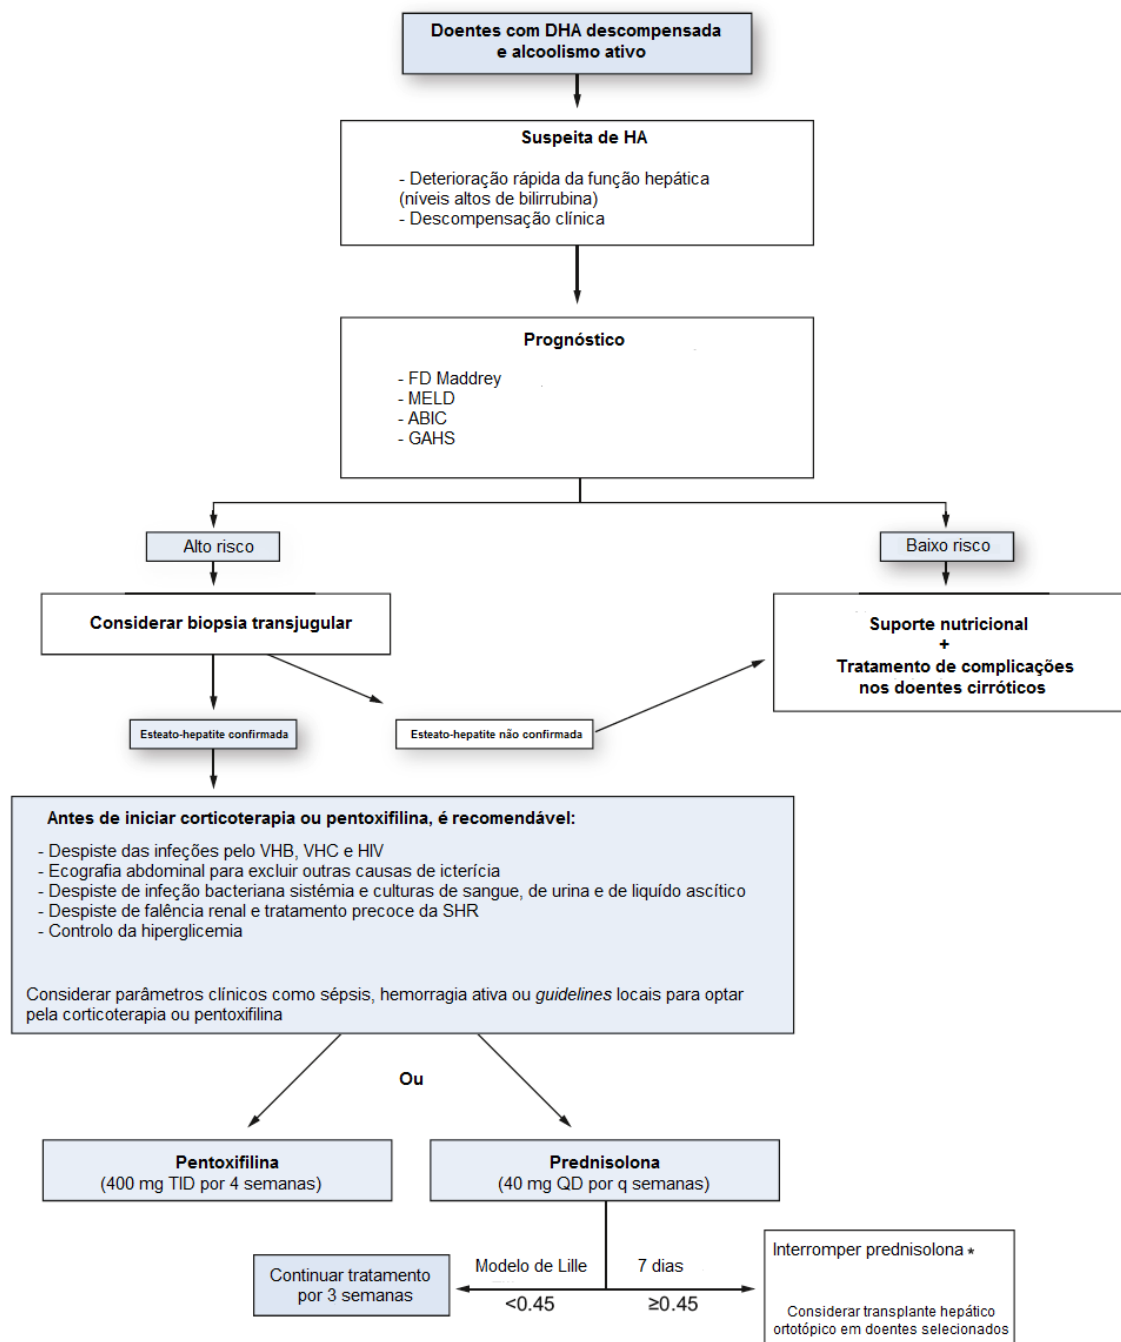 Doentes com DHA descompensada
e alcoolismo ativo
Suspeita de HA
- Deterioração rápida da função hepática
(níveis altos de bilirrubina)
- Descompensação clínica
Prognóstico
- FD Maddrey
- MELD
- ABIC
- GAHS
Alto risco
Baixo risco
Considerar biopsia transjugular
Suporte nutricional
+
Tratamento de complicações
nos doentes cirróticos
Esteato-hepatite confirmada
Esteato-hepatite não confirmada
Antes de iniciar corticoterapia ou pentoxifilina, é recomendável:
- Despiste das infeções pelo VHB, VHC e HIV
- Ecografia abdominal para excluir outras causas de icterícia
- Despiste de infeção bacteriana sistémia e culturas de sangue, de urina e de liquído ascítico
- Despiste de falência renal e tratamento precoce da SHR
- Controlo da hiperglicemia
Considerar parâmetros clínicos como sépsis, hemorragia ativa ou guidelines locais para optar
pela corticoterapia ou pentoxifilina
Ou
Pentoxifilina
(400 mg TID por 4 semanas)
Prednisolona
(40 mg QD por q semanas)
Continuar tratamento
por 3 semanas
Modelo de Lille
7 dias
<0.45
≥0.45
Interromper prednisolona *
Considerar transplante hepático
ortotópico em doentes selecionados